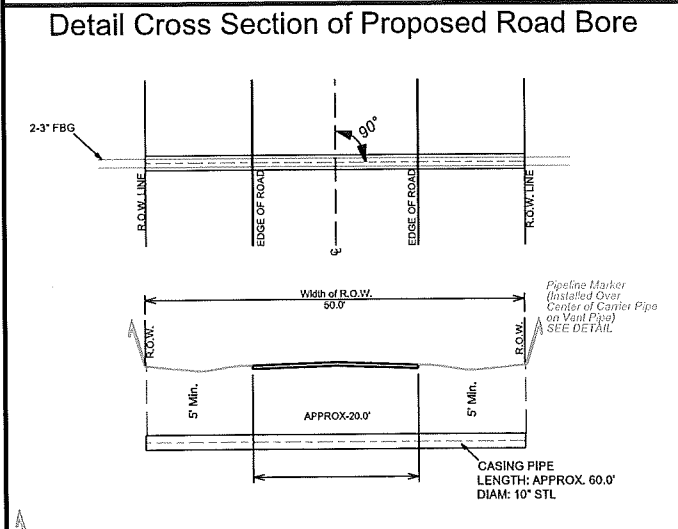 Detail Cross Section of Proposed Road Bore
2-3" FBG
90°
R.O.W. LINE
EDGE OF ROAD
℄
EDGE OF ROAD
R.O.W. LINE
Width of R.O.W.
50.0'
Pipeline Marker
(Installed Over
Center of Carrier Pipe
on Vent Pipe)
SEE DETAIL
R.O.W.
R.O.W.
5' Min.
APPROX-20.0'
5' Min.
CASING PIPE
LENGTH: APPROX. 60.0'
DIAM: 10" STL